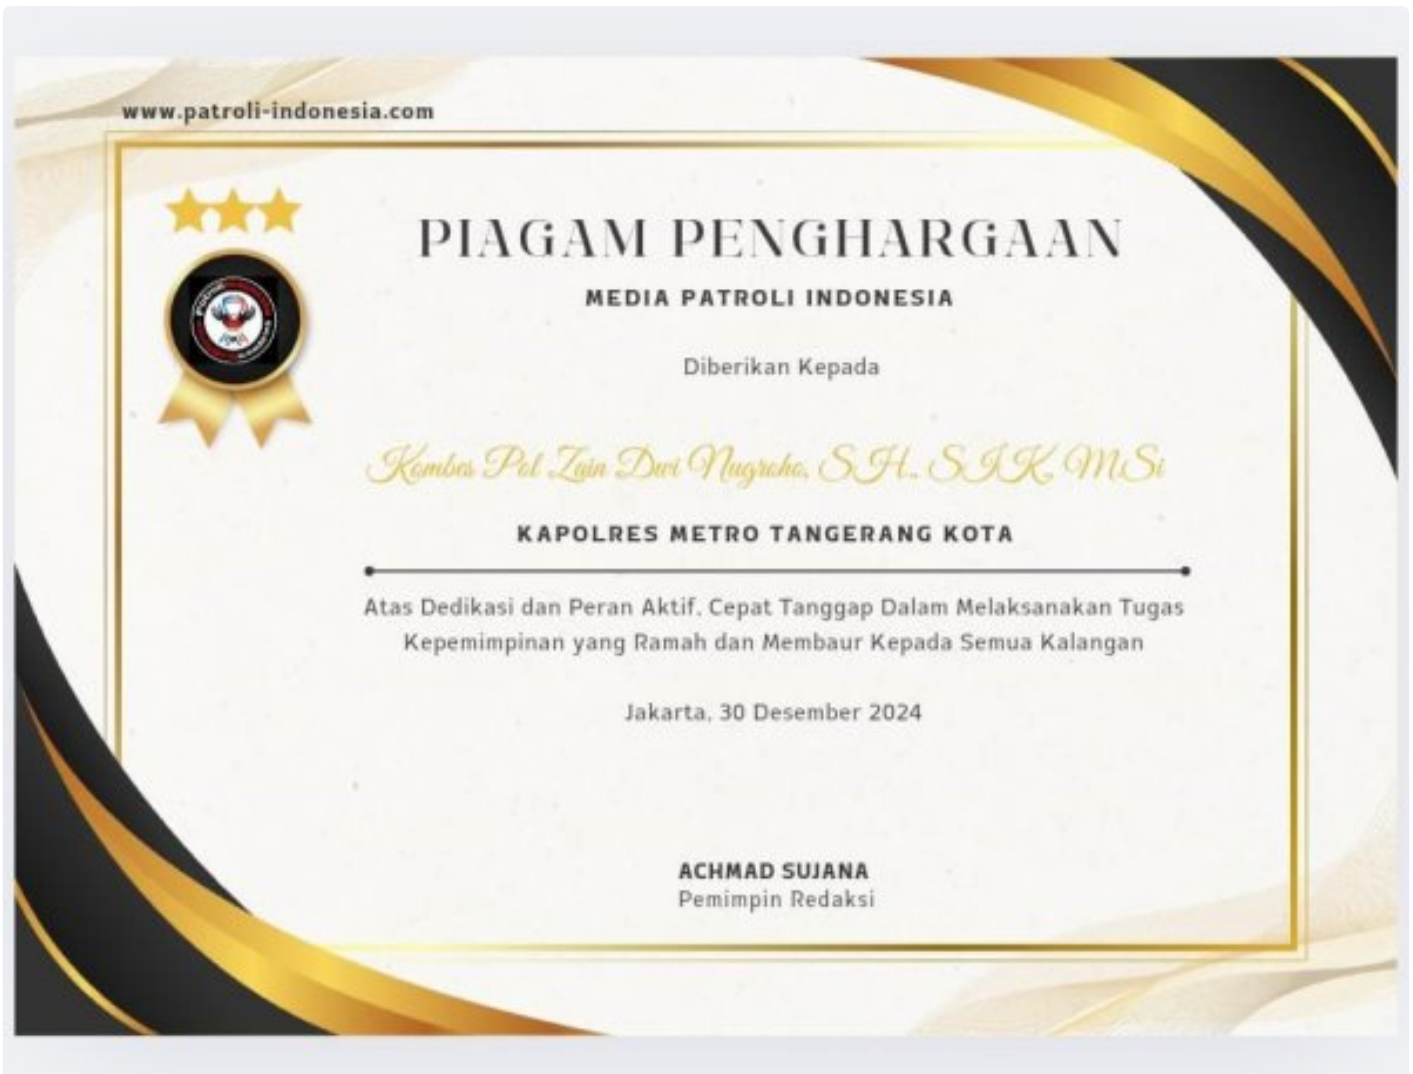 www.patroli-indonesia.com
PIAGAM PENGHARGAAN
MEDIA PATROLI INDONESIA
Diberikan Kepada
Kombes Pol Zain Dwi Nugroho, S.H., S.I.K, M.Si
KAPOLRES METRO TANGERANG KOTA
Atas Dedikasi dan Peran Aktif, Cepat Tanggap Dalam Melaksanakan Tugas
Kepemimpinan yang Ramah dan Membaur Kepada Semua Kalangan
Jakarta, 30 Desember 2024
ACHMAD SUJANA
Pemimpin Redaksi